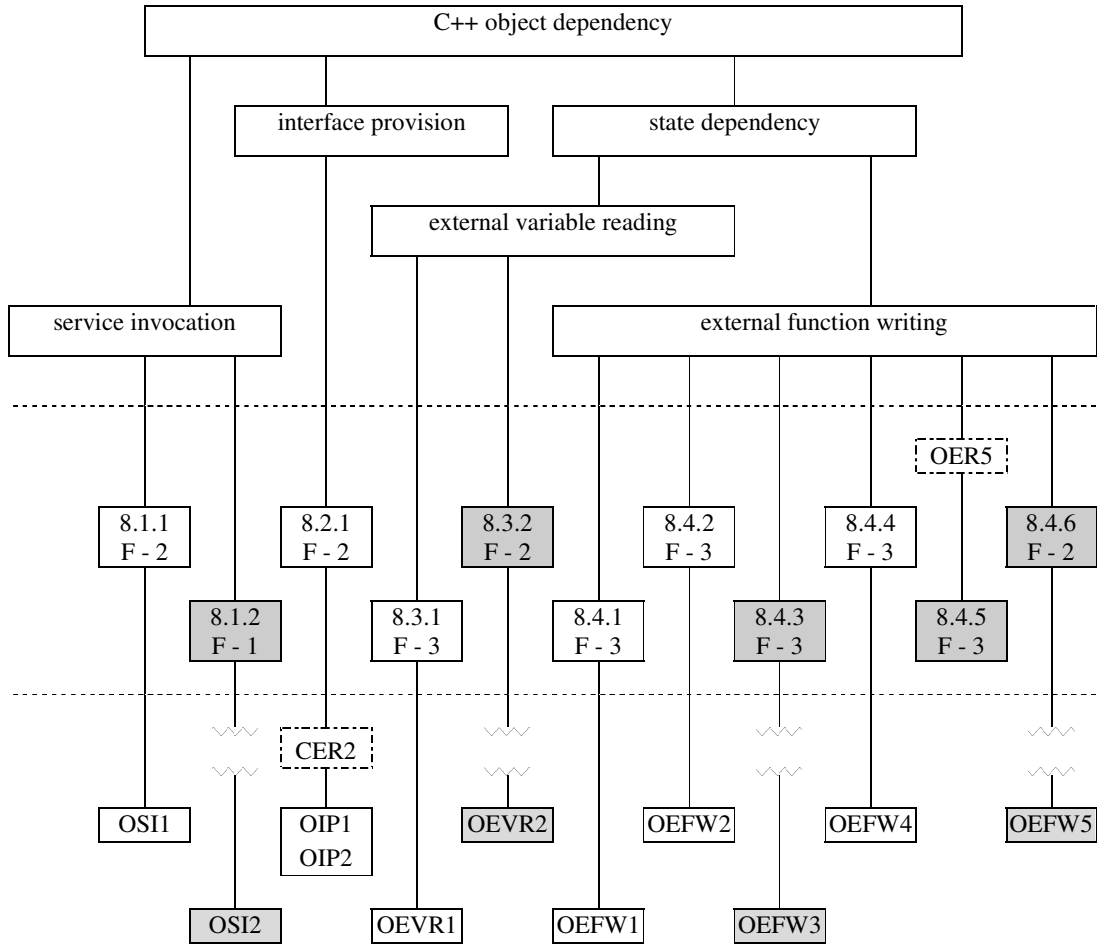 C++ object dependency
interface provision
state dependency
external variable reading
service invocation
external function writing
OER5
8.1.1
F - 2
8.2.1
F - 2
8.3.2
F - 2
8.4.2
F - 3
8.4.4
F - 3
8.4.6
F - 2
8.1.2
F - 1
8.3.1
F - 3
8.4.1
F - 3
8.4.3
F - 3
8.4.5
F - 3
CER2
OSI1
OIP1
OIP2
OEVR2
OEFW2
OEFW4
OEFW5
OSI2
OEVR1
OEFW1
OEFW3